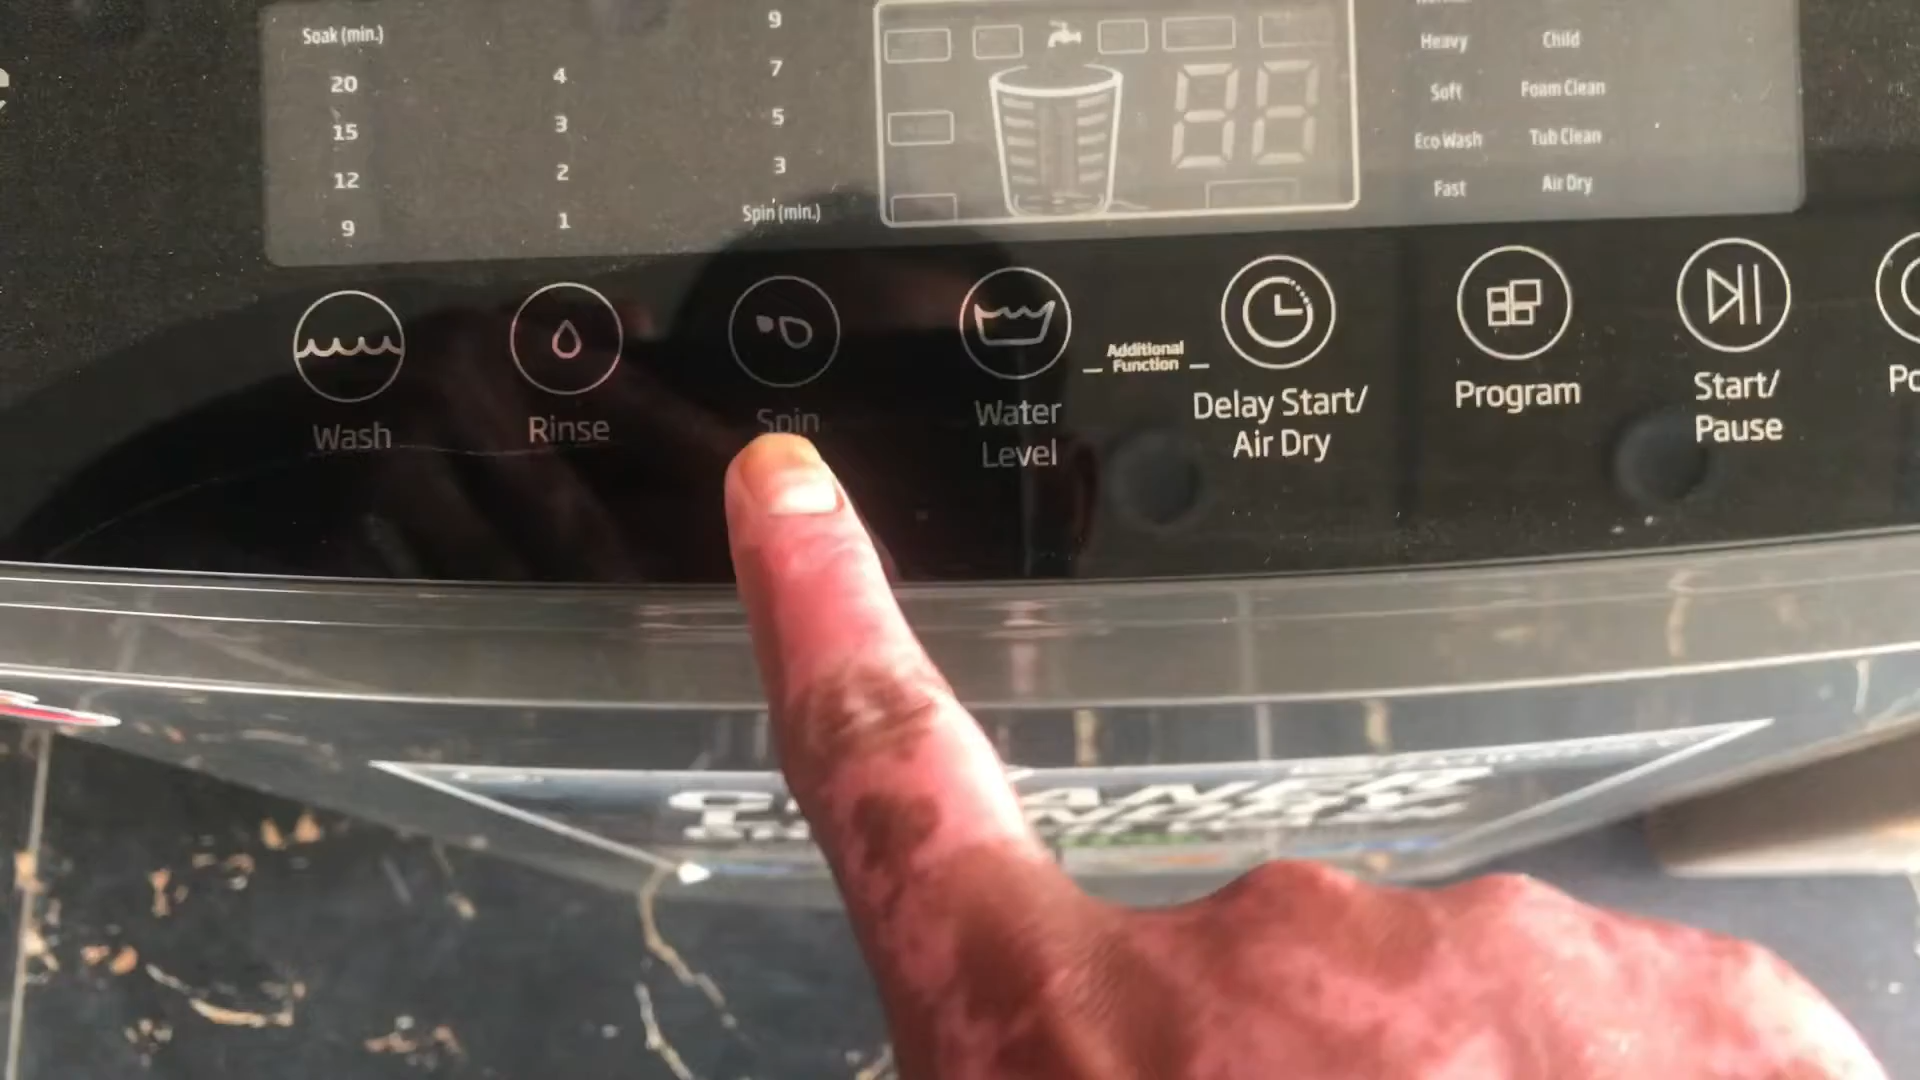 Soak (min.)
20
15
12
9
4
3
2
1
9
7
5
3
Spin (min.)
88
Heavy
Soft
Eco Wash
Fast
Child
Foam Clean
Tub Clean
Air Dry
Wash
Rinse
Spin
Water
Level
Additional
Function
Delay Start/
Air Dry
Program
Start/
Pause